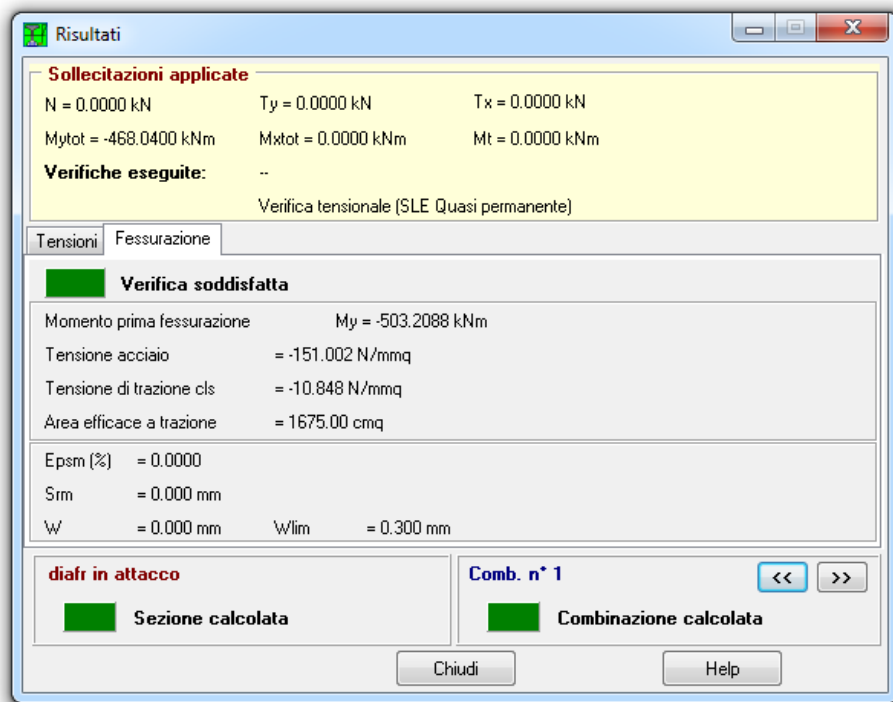 Risultati
Sollecitazioni applicate
N = 0.0000 kN Ty = 0.0000 kN Tx = 0.0000 kN
Mytot = -468.0400 kNm Mxtot = 0.0000 kNm Mt = 0.0000 kNm
Verifiche eseguite: --
Verifica tensionale (SLE Quasi permanente)
Tensioni Fessurazione
Verifica soddisfatta
Momento prima fessurazione My = -503.2088 kNm
Tensione acciaio = -151.002 N/mmq
Tensione di trazione cls = -10.848 N/mmq
Area efficace a trazione = 1675.00 cmq
Epsm (%) = 0.0000
Srm = 0.000 mm
W = 0.000 mm Wlim = 0.300 mm
diafr in attacco Comb. n° 1 << >>
Sezione calcolata Combinazione calcolata
Chiudi Help